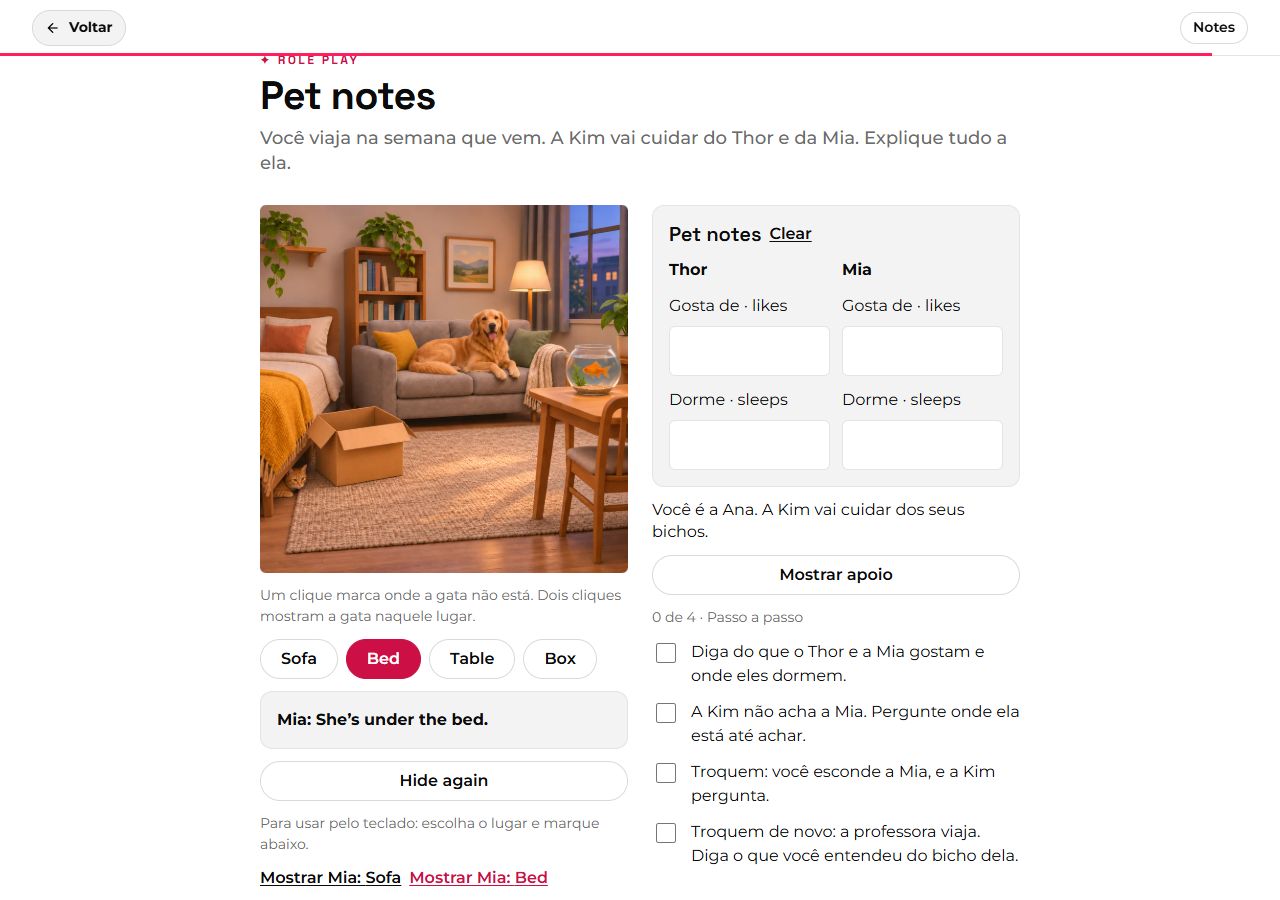 Voltar
Notes
✦ ROLE PLAY
Pet notes
Você viaja na semana que vem. A Kim vai cuidar do Thor e da Mia. Explique tudo a
ela.
Um clique marca onde a gata não está. Dois cliques
mostram a gata naquele lugar.
Sofa
Bed
Table
Box
Mia: She’s under the bed.
Hide again
Para usar pelo teclado: escolha o lugar e marque
abaixo.
Mostrar Mia: Sofa
Mostrar Mia: Bed
Pet notes
Clear
Thor
Mia
Gosta de · likes
Gosta de · likes
Dorme · sleeps
Dorme · sleeps
Você é a Ana. A Kim vai cuidar dos seus
bichos.
Mostrar apoio
0 de 4 · Passo a passo
Diga do que o Thor e a Mia gostam e
onde eles dormem.
A Kim não acha a Mia. Pergunte onde ela
está até achar.
Troquem: você esconde a Mia, e a Kim
pergunta.
Troquem de novo: a professora viaja.
Diga o que você entendeu do bicho dela.